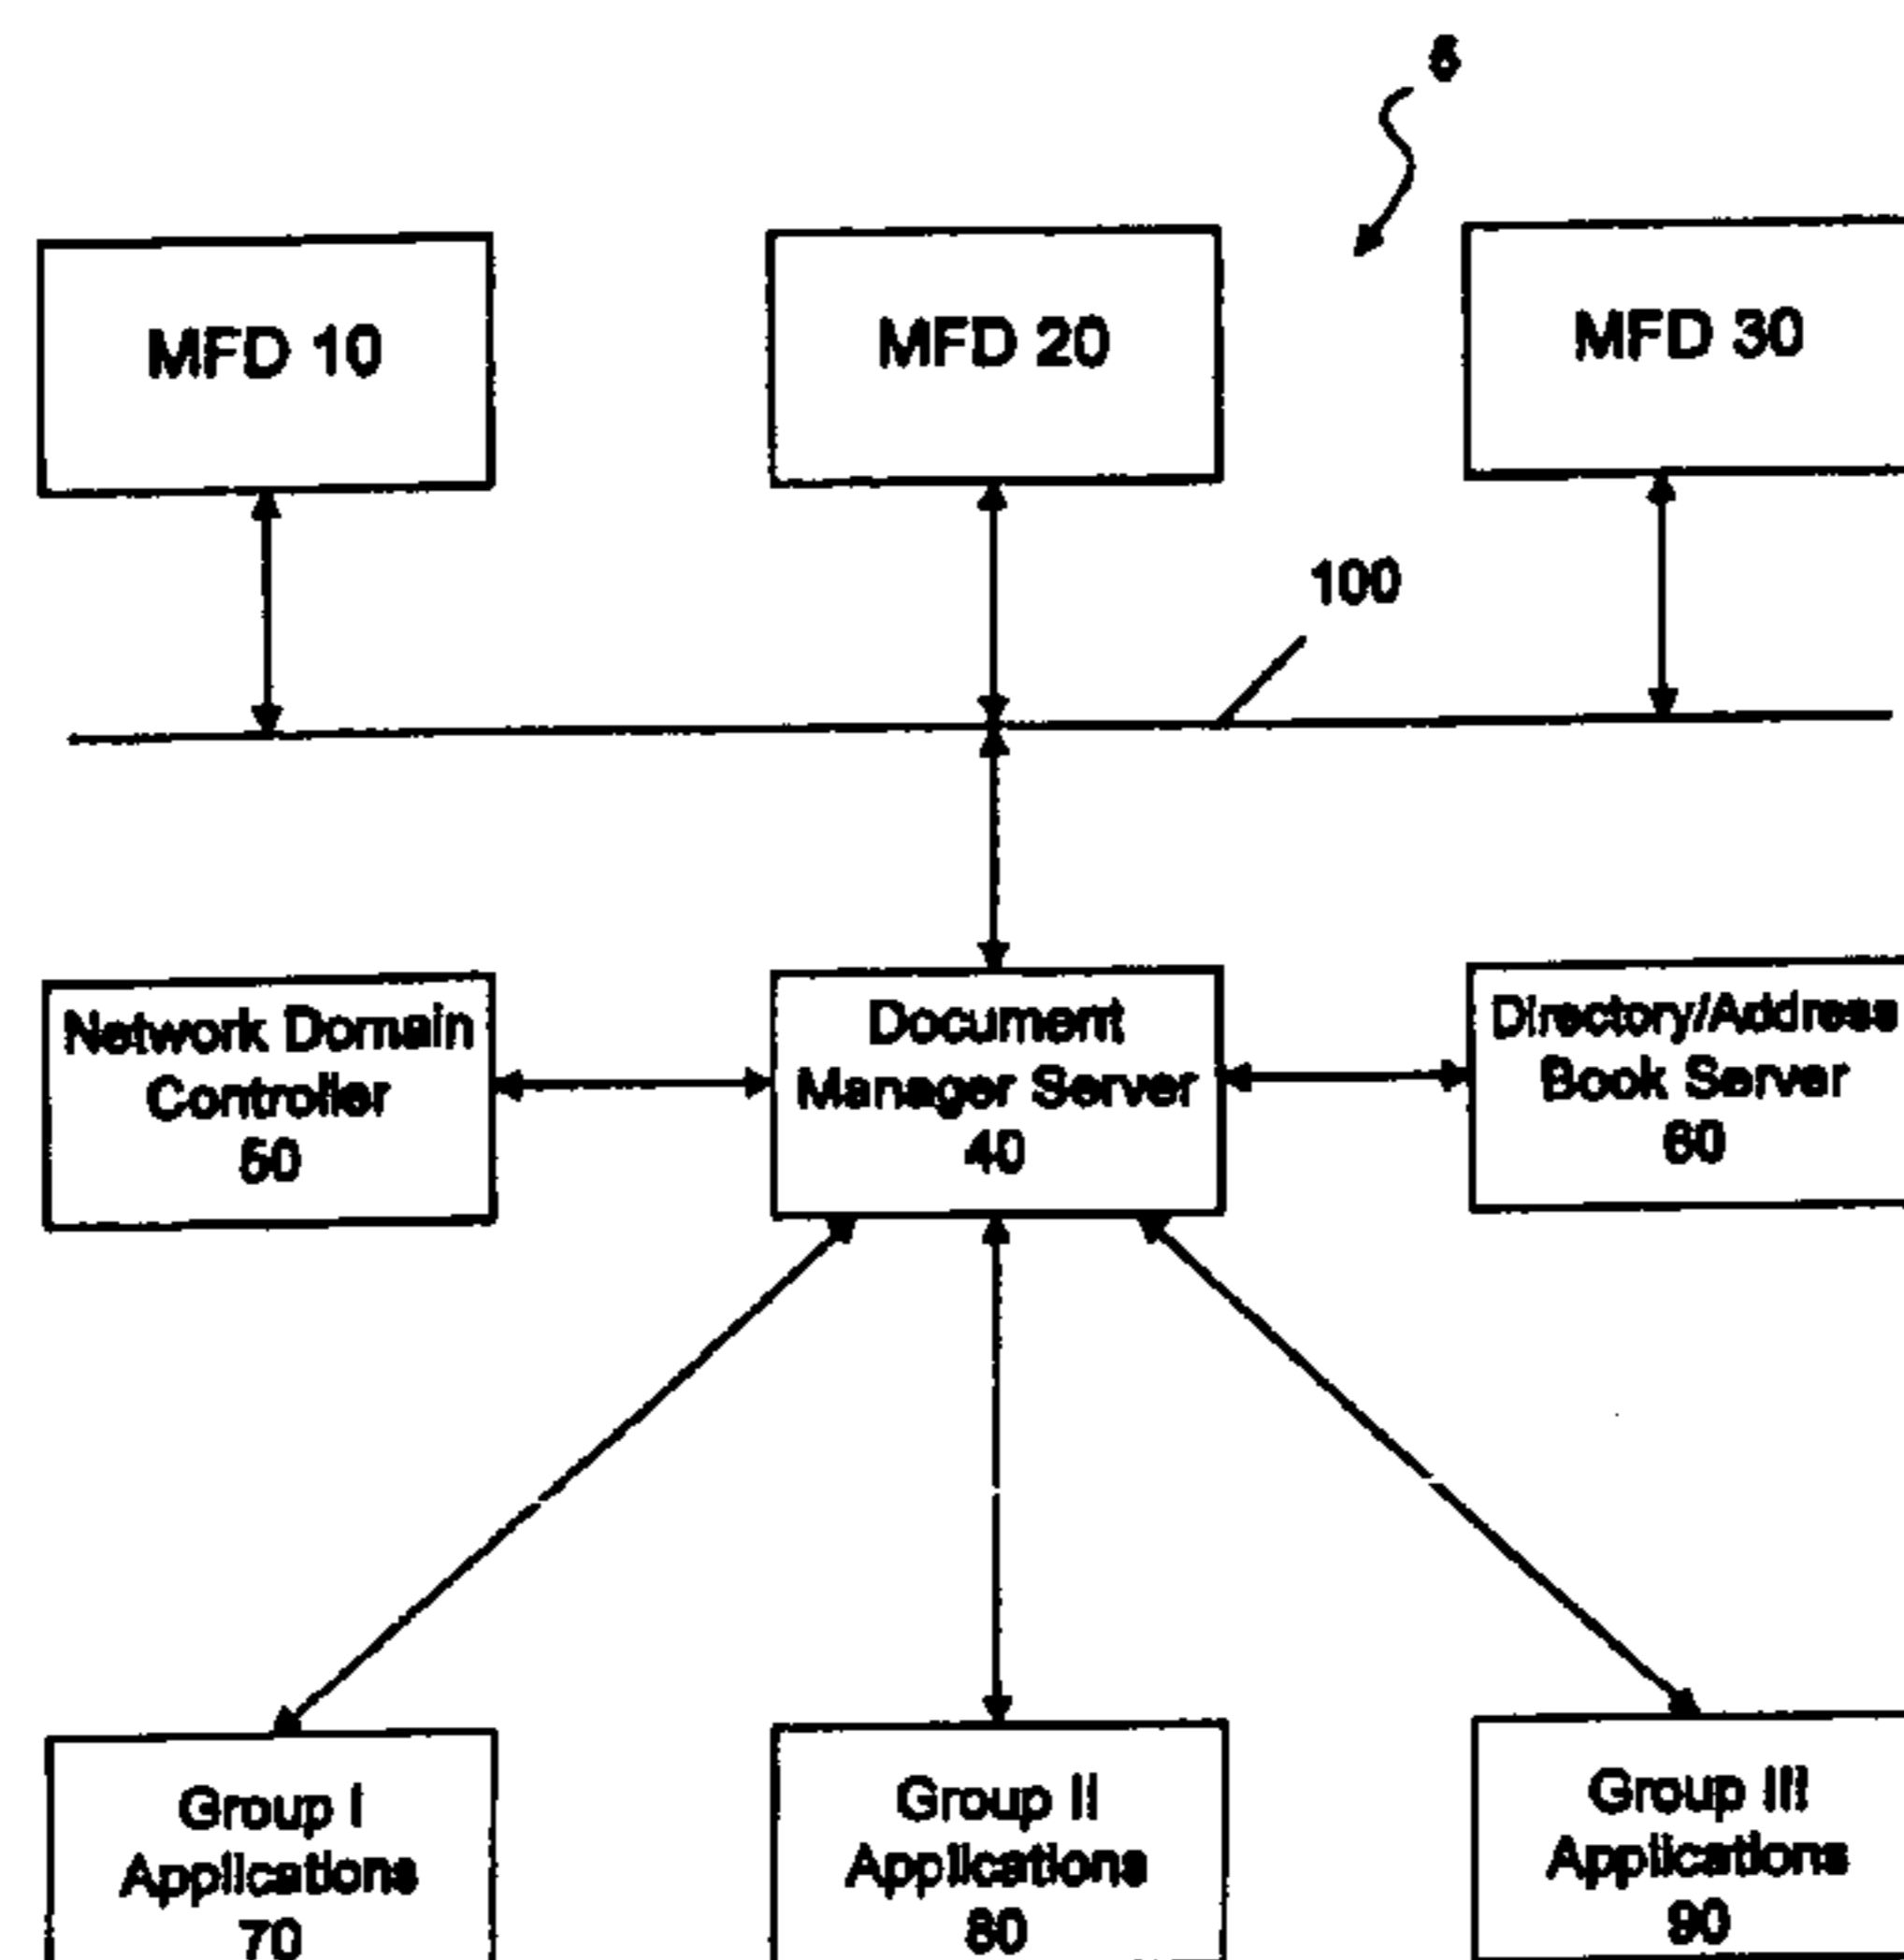 5
MFD 10
MFD 20
MFD 30
100
Network Domain
Controller
50
Document
Manager Server
40
Directory/Address
Book Server
60
Group I
Applications
70
Group II
Applications
80
Group III
Applications
90